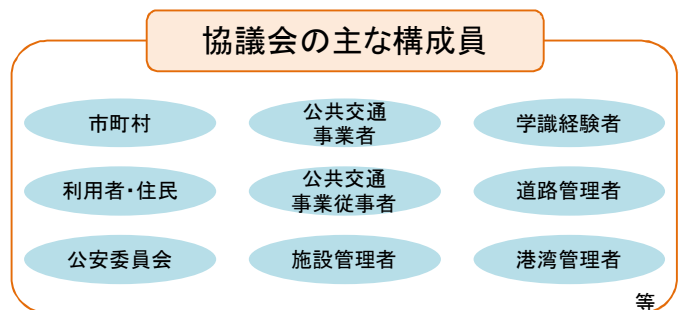 協議会の主な構成員
市町村
公共交通
事業者
学識経験者
利用者・住民
公共交通
事業従事者
道路管理者
公安委員会
施設管理者
港湾管理者
等